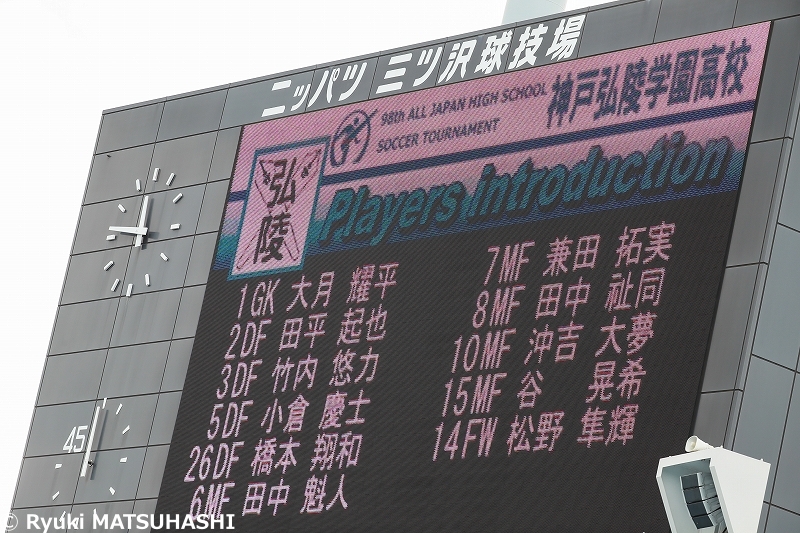 ニッパツ 三ツ沢球技場
98th ALL JAPAN HIGH SCHOOL
SOCCER TOURNAMENT
神戸弘陵学園高校
弘陵
Players introduction
1GK 大月 耀平
2DF 田平 起也
3DF 竹内 悠力
5DF 小倉 慶士
26DF 橋本 翔和
6MF 田中 魁人
7MF 兼田 拓実
8MF 田中 祉同
10MF 沖吉 大夢
15MF 谷 晃希
14FW 松野 隼輝
45
© Ryuki MATSUHASHI